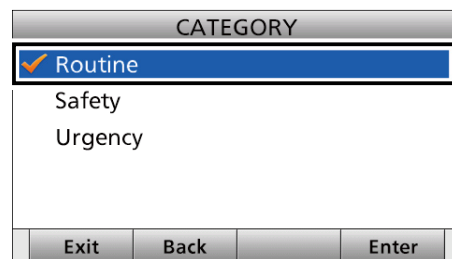 CATEGORY
Routine
Safety
Urgency
Exit Back Enter